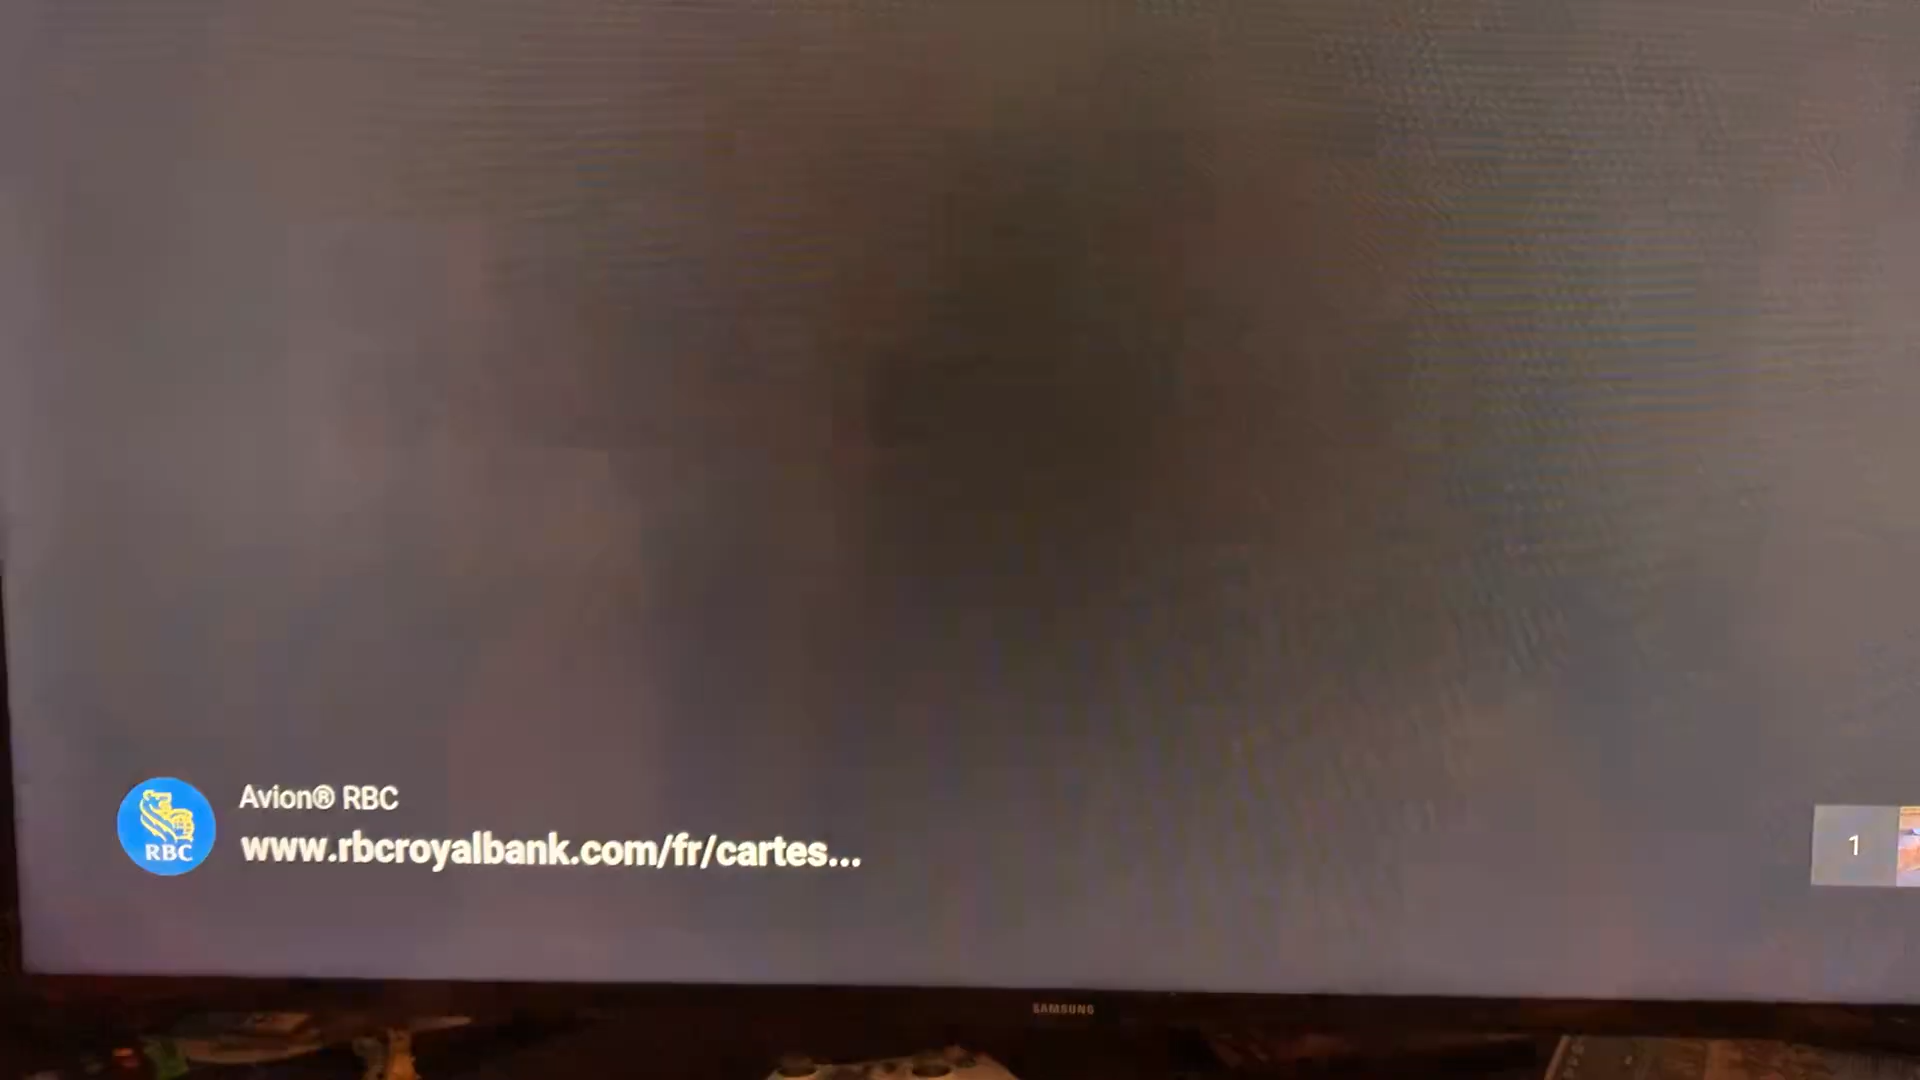 Avion® RBC
www.rbcroyalbank.com/fr/cartes...
RBC
1
SAMSUNG